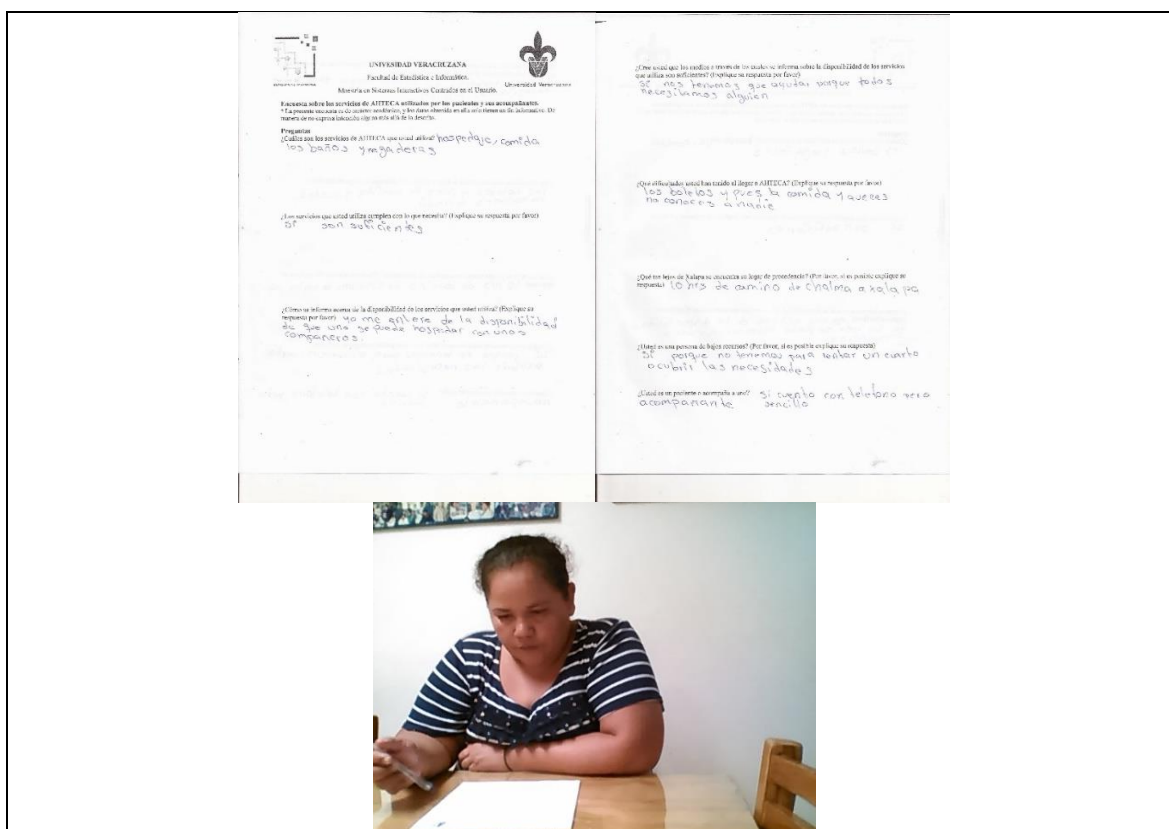 UNIVESIDAD VERACRUZANA
Facultad de Estadística e Informática.
Maestría en Sistemas Interactivos Centrados en el Usuario.
Universidad Veracruzana
Encuesta sobre los servicios de AHTECA utilizados por los pacientes y sus acompañantes.
* La presente encuesta es de
Preguntas
¿Cuáles son los servicios de AHTECA que usted utiliza? hospedaje, comida
los baños y regaderas
¿Los servicios que usted utiliza cumplen con lo que necesita? (Explique su respuesta por favor)
Si son suficientes
¿Cómo se informa acerca de la disponibilidad de los servicios que usted utiliza? (Explique su
respuesta por favor) yo me entere de la disponibilidad
de que uno se puede hospedar con unos
compañeros.
¿Cree usted que los medios a través de los cuales se informa sobre la disponibilidad de los servicios
que utiliza son suficientes? (Explique su respuesta por favor)
Si nos tenemos que ayudar porque todos
necesitamos alguien
¿Qué dificultades usted han tenido al llegar a AHTECA? (Explique su respuesta por favor)
los boletos y pues la comida y aveces
no conoces a nadie
¿Qué tan lejos de Xalapa se encuentra su lugar de procedencia? (Por favor, si es posible explique su
respuesta) 10 hrs de camino de Chalma a xalapa
¿Usted es una persona de bajos recursos? (Por favor, si es posible explique su respuesta)
Si porque no tenemos para rentar un cuarto
o cubrir las necesidades
¿Usted es un paciente o acompaña a uno? Si cuento con telefono pero
acompañante sencillo